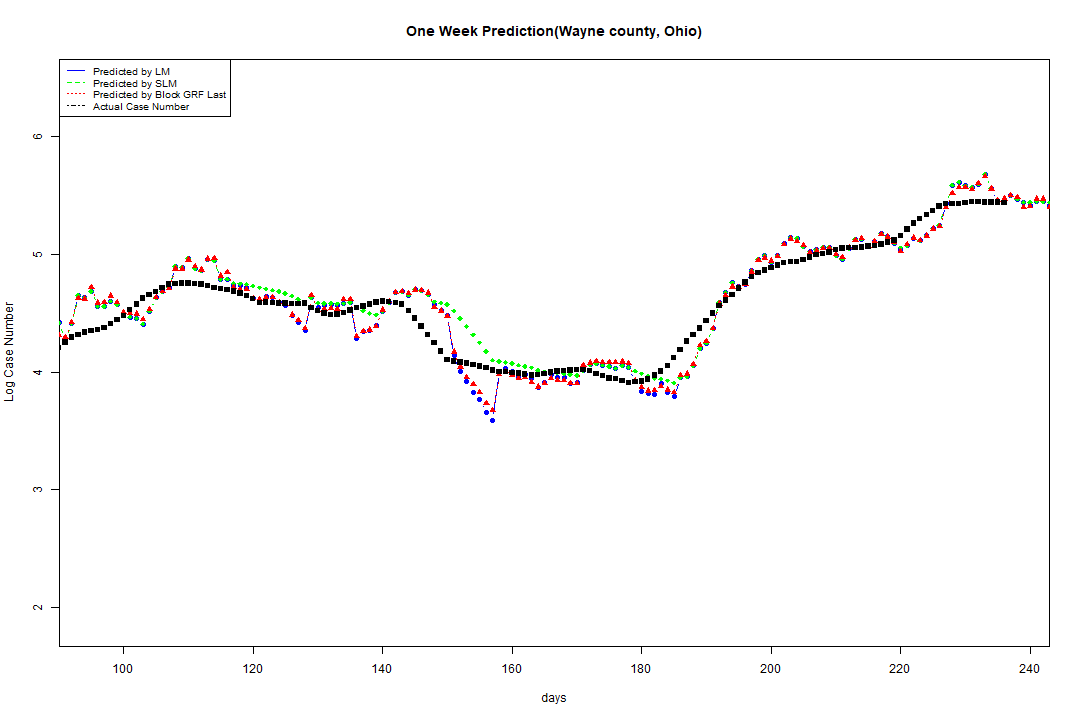 One Week Prediction(Wayne county, Ohio)
Predicted by LM
Predicted by SLM
Predicted by Block GRF Last
Actual Case Number
6
5
4
3
2
Log Case Number
100 120 140 160 180 200 220 240
days